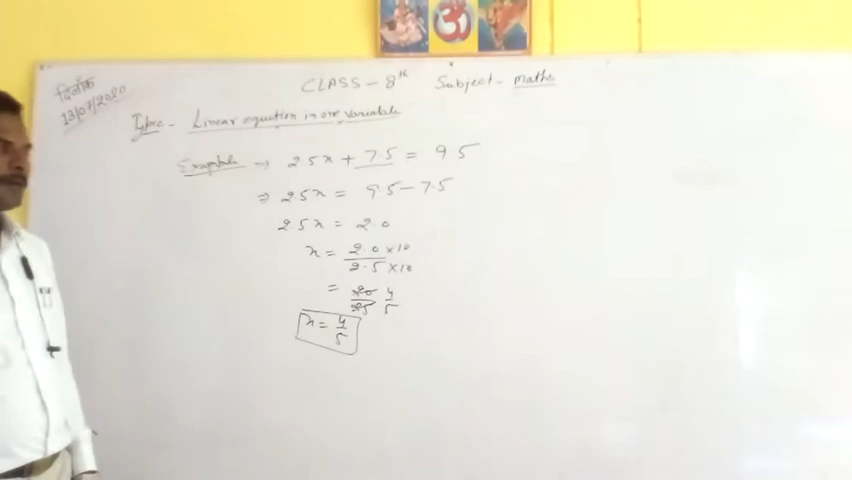 CLASS - 8th Subject - maths
दिनाँक
13/07/2020
Linear equation in one variable
⇒ 2.5x + 7.5 = 9.5
⇒ 2.5x = 9.5 - 7.5
2.5x = 2.0
x = 2.0 × 10 / 2.5 × 10
= 20/25 4/5
x = 4/5
ॐ